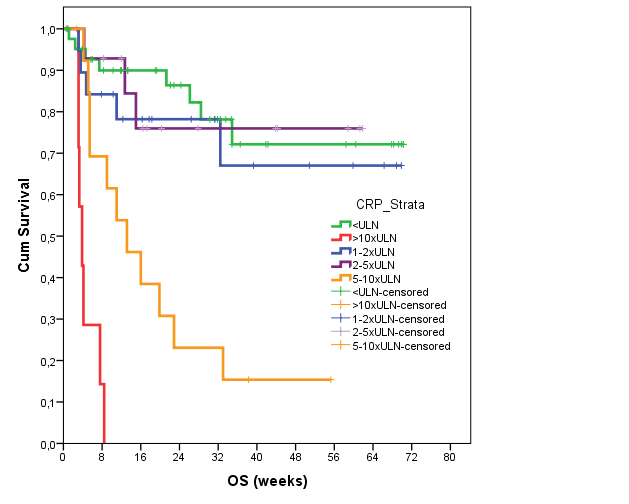 1,0
0,9
0,8
0,7
0,6
0,5
0,4
0,3
0,2
0,1
0,0
Cum Survival
0 8 16 24 32 40 48 56 64 72 80
OS (weeks)
CRP_Strata
<ULN
>10xULN
1-2xULN
2-5xULN
5-10xULN
<ULN-censored
>10xULN-censored
1-2xULN-censored
2-5xULN-censored
5-10xULN-censored